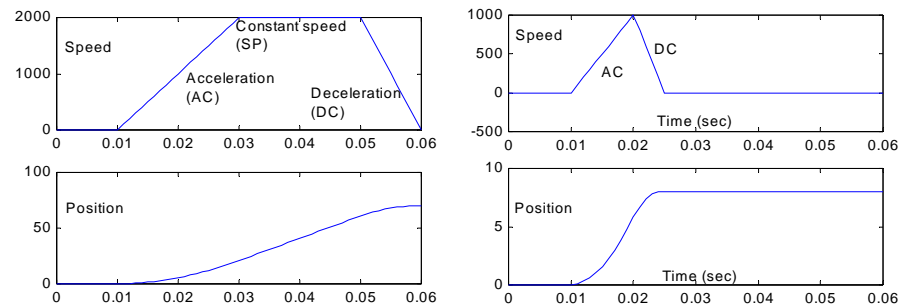 2000
1000
0
Speed
Constant speed
(SP)
Acceleration
(AC)
Deceleration
(DC)
0 0.01 0.02 0.03 0.04 0.05 0.06
100
50
0
Position
0 0.01 0.02 0.03 0.04 0.05 0.06
1000
500
0
-500
Speed
AC
DC
Time (sec)
0 0.01 0.02 0.03 0.04 0.05 0.06
10
5
0
Position
Time (sec)
0 0.01 0.02 0.03 0.04 0.05 0.06